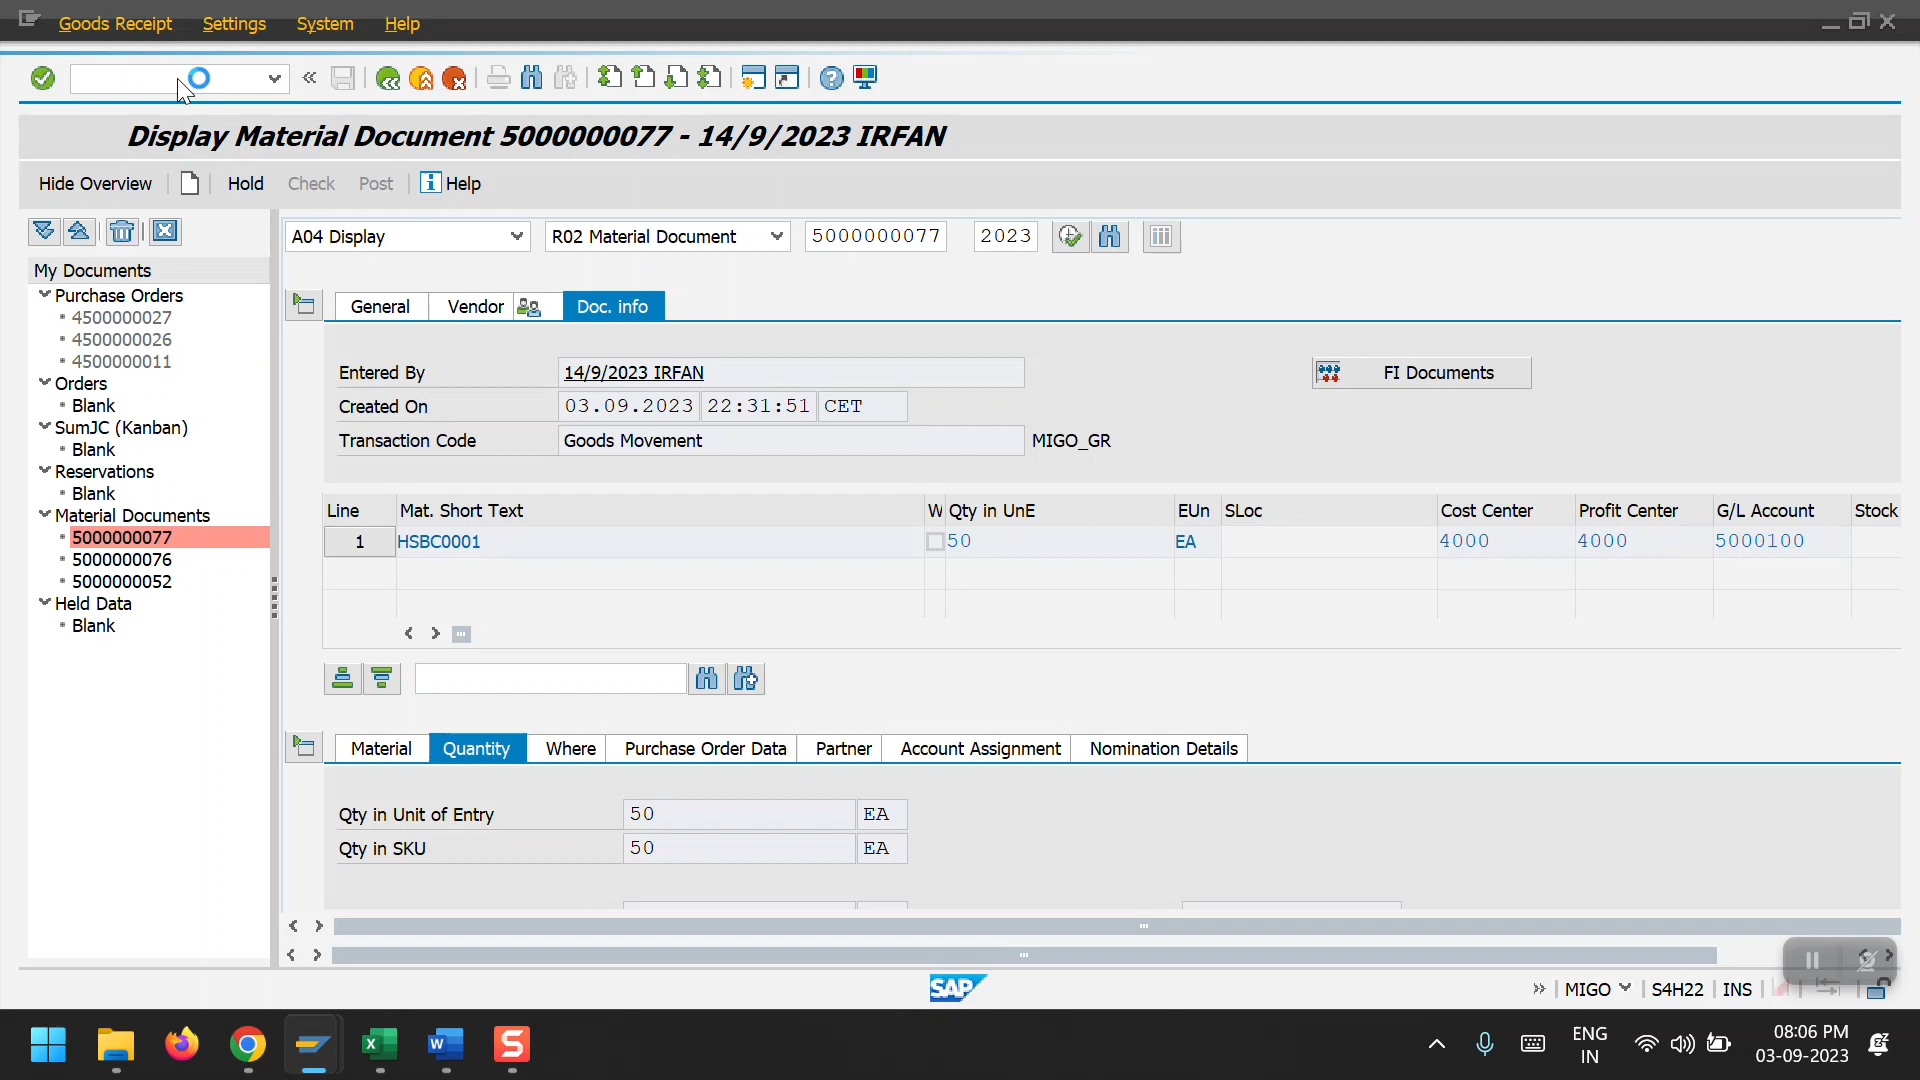 Goods Receipt Settings System Help
Display Material Document 5000000077 - 14/9/2023 IRFAN
Hide Overview Hold Check Post Help
A04 Display R02 Material Document 5000000077 2023
My Documents
Purchase Orders
4500000027
4500000026
4500000011
Orders
Blank
SumJC (Kanban)
Blank
Reservations
Blank
Material Documents
5000000077
5000000076
5000000052
Held Data
Blank
General Vendor Doc. info
Entered By 14/9/2023 IRFAN FI Documents
Created On 03.09.2023 22:31:51 CET
Transaction Code Goods Movement MIGO_GR
Line Mat. Short Text W Qty in UnE EUn SLoc Cost Center Profit Center G/L Account Stock
1 HSBC0001 50 EA 4000 4000 5000100
Material Quantity Where Purchase Order Data Partner Account Assignment Nomination Details
Qty in Unit of Entry 50 EA
Qty in SKU 50 EA
SAP MIGO S4H22 INS
ENG
IN
08:06 PM
03-09-2023